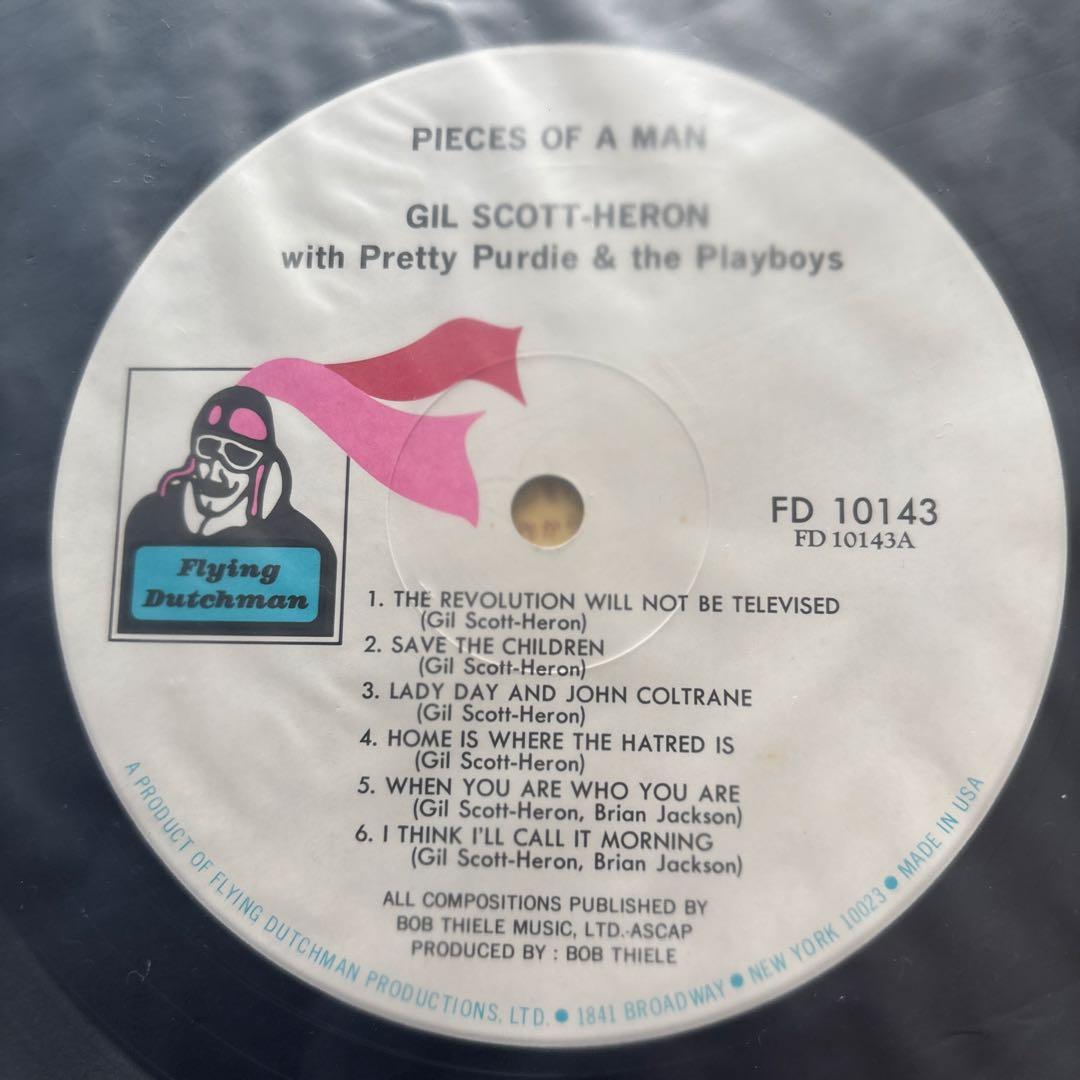 PIECES OF A MAN
GIL SCOTT-HERON
with Pretty Purdie & the Playboys
Flying
Dutchman
FD 10143
FD 10143A
1. THE REVOLUTION WILL NOT BE TELEVISED
(Gil Scott-Heron)
2. SAVE THE CHILDREN
(Gil Scott-Heron)
3. LADY DAY AND JOHN COLTRANE
(Gil Scott-Heron)
4. HOME IS WHERE THE HATRED IS
(Gil Scott-Heron)
5. WHEN YOU ARE WHO YOU ARE
(Gil Scott-Heron, Brian Jackson)
6. I THINK I'LL CALL IT MORNING
(Gil Scott-Heron, Brian Jackson)
ALL COMPOSITIONS PUBLISHED BY
BOB THIELE MUSIC, LTD.-ASCAP
PRODUCED BY : BOB THIELE
A PRODUCT OF FLYING DUTCHMAN PRODUCTIONS, LTD. ● 1841 BROADWAY ● NEW YORK 10023 ● MADE IN USA